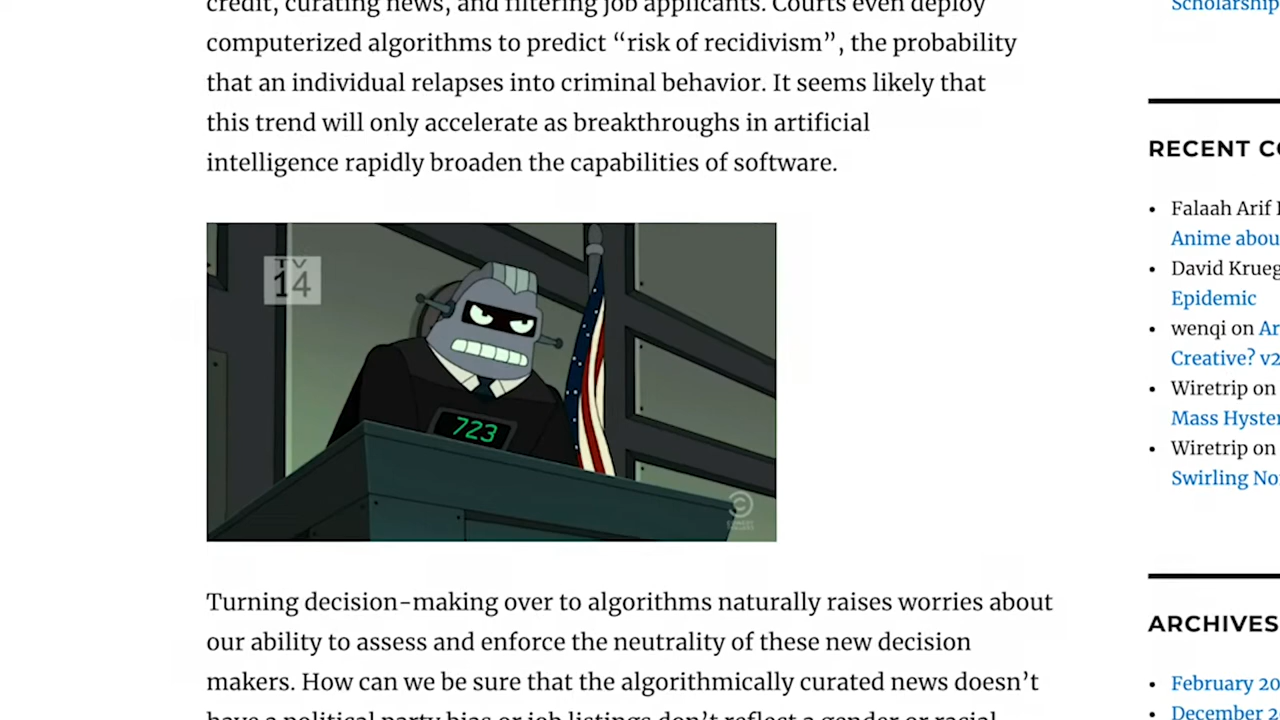 credit, curating news, and filtering job applicants. Courts even deploy
computerized algorithms to predict “risk of recidivism”, the probability
that an individual relapses into criminal behavior. It seems likely that
this trend will only accelerate as breakthroughs in artificial
intelligence rapidly broaden the capabilities of software.
TV
14
723
Turning decision-making over to algorithms naturally raises worries about
our ability to assess and enforce the neutrality of these new decision
makers. How can we be sure that the algorithmically curated news doesn’t
have a political party bias or job listings don’t reflect a gender or racial
Scholarship
RECENT CO
Falaah Arif
Anime abou
David Krueg
Epidemic
wenqi on Ar
Creative? v2
Wiretrip on
Mass Hyster
Wiretrip on
Swirling No
ARCHIVES
February 20
December 2